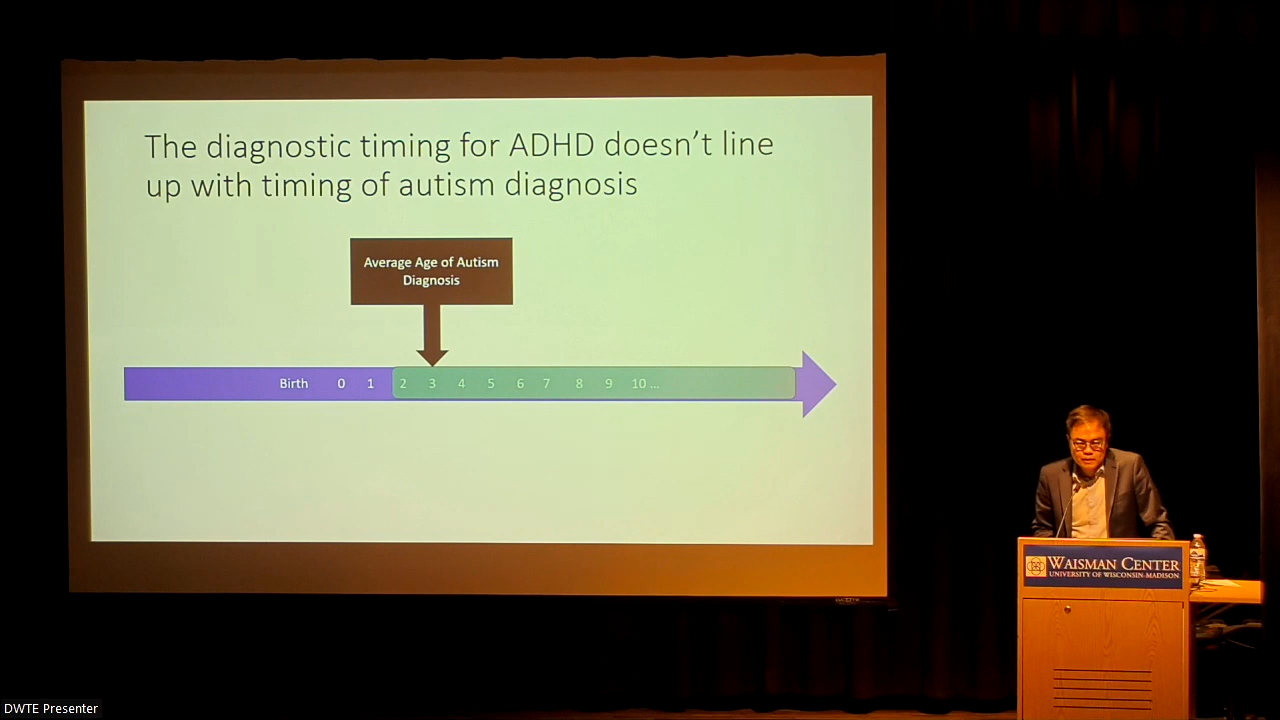 The diagnostic timing for ADHD doesn't line
up with timing of autism diagnosis
Average Age of Autism
Diagnosis
Birth 0 1 2 3 4 5 6 7 8 9 10 ...
WAISMAN CENTER
UNIVERSITY OF WISCONSIN-MADISON
DWTE Presenter